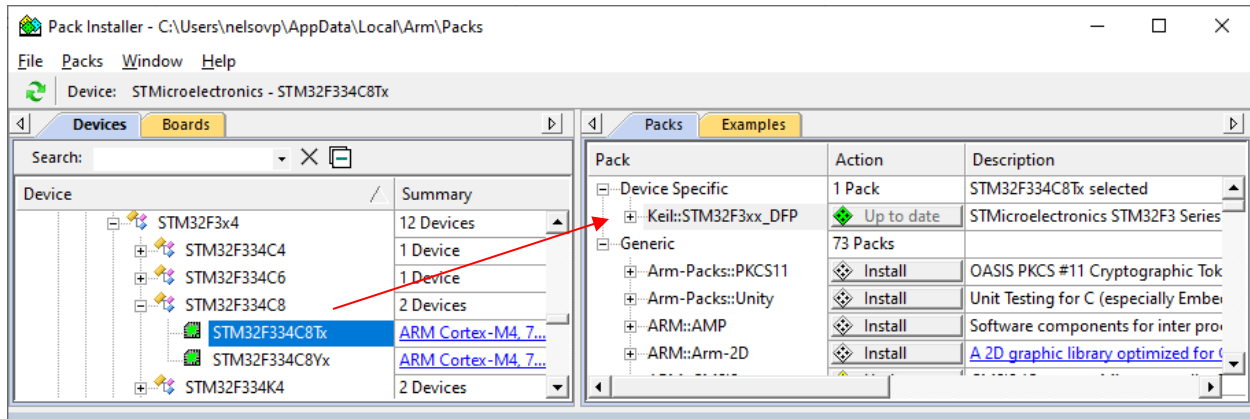 Pack Installer - C:\Users\nelsovp\AppData\Local\Arm\Packs
File Packs Window Help
Device: STMicroelectronics - STM32F334C8Tx
Devices Boards
Search:
Device Summary
STM32F3x4 12 Devices
STM32F334C4 1 Device
STM32F334C6 1 Device
STM32F334C8 2 Devices
STM32F334C8Tx ARM Cortex-M4, 7...
STM32F334C8Yx ARM Cortex-M4, 7...
STM32F334K4 2 Devices
Packs Examples
Pack Action Description
Device Specific 1 Pack STM32F334C8Tx selected
Keil::STM32F3xx_DFP Up to date STMicroelectronics STM32F3 Series
Generic 73 Packs
Arm-Packs::PKCS11 Install OASIS PKCS #11 Cryptographic Tok
Arm-Packs::Unity Install Unit Testing for C (especially Embe
ARM::AMP Install Software components for inter pro
ARM::Arm-2D Install A 2D graphic library optimized for